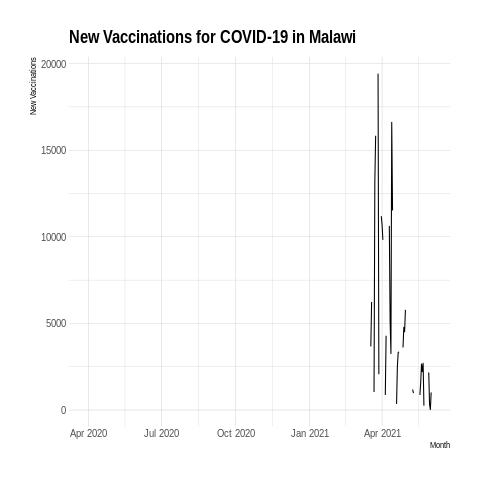 New Vaccinations for COVID-19 in Malawi
New Vaccinations
20000
15000
10000
5000
0
Apr 2020 Jul 2020 Oct 2020 Jan 2021 Apr 2021
Month